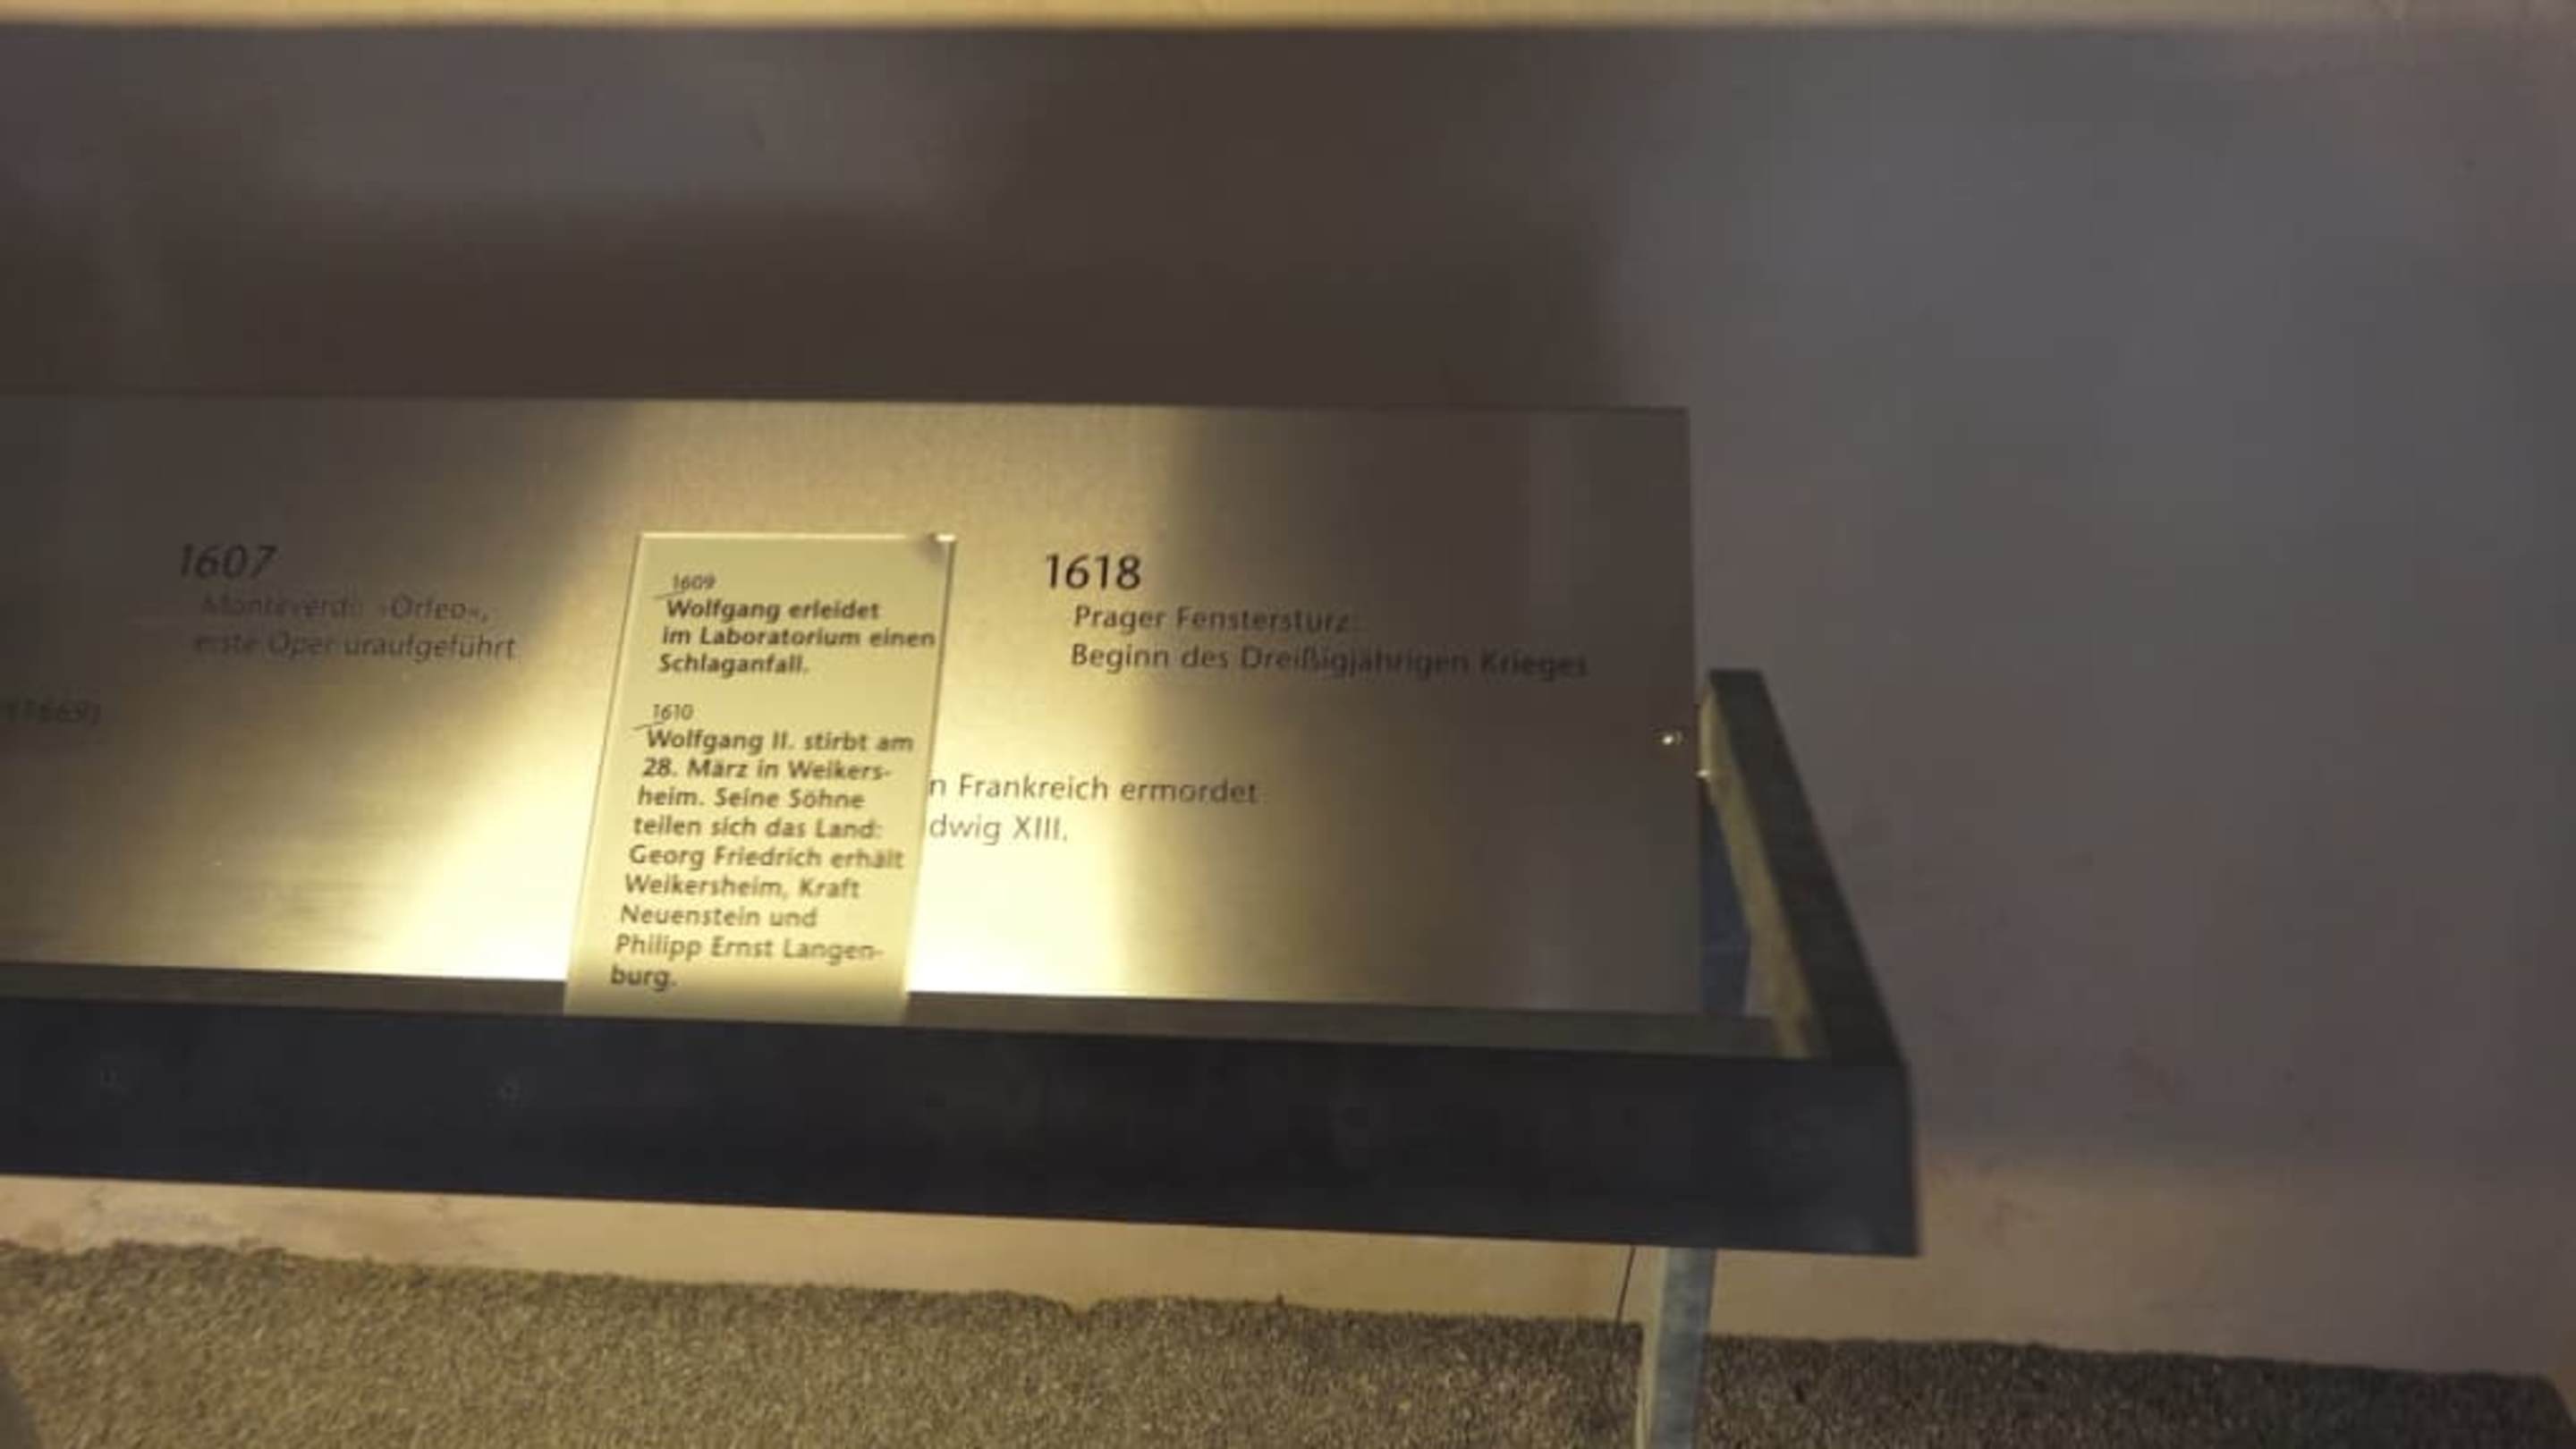 1607
Monteverdi: »Orfeo«,
erste Oper uraufgeführt
(1669)
1609
Wolfgang erleidet
im Laboratorium einen
Schlaganfall.
1610
Wolfgang II. stirbt am
28. März in Weikers-
heim. Seine Söhne
teilen sich das Land:
Georg Friedrich erhält
Weikersheim, Kraft
Neuenstein und
Philipp Ernst Langen-
burg.
1618
Prager Fenstersturz:
Beginn des Dreißigjährigen Krieges
n Frankreich ermordet
dwig XIII.